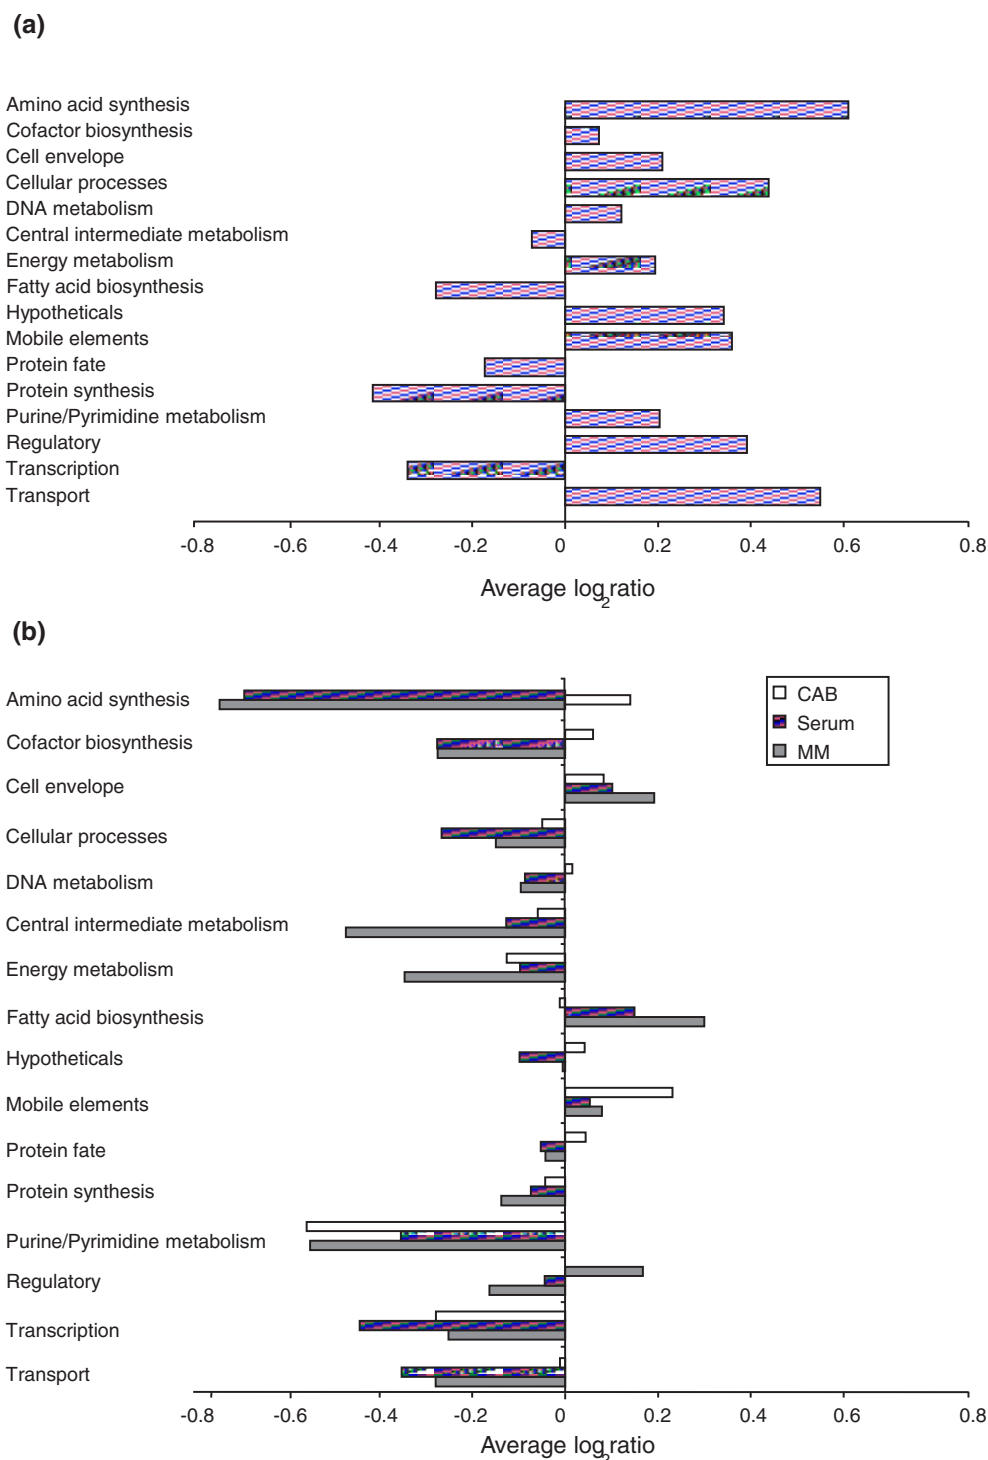 (a)
Amino acid synthesis
Cofactor biosynthesis
Cell envelope
Cellular processes
DNA metabolism
Central intermediate metabolism
Energy metabolism
Fatty acid biosynthesis
Hypotheticals
Mobile elements
Protein fate
Protein synthesis
Purine/Pyrimidine metabolism
Regulatory
Transcription
Transport
-0.8 -0.6 -0.4 -0.2 0 0.2 0.4 0.6 0.8
Average log2ratio
(b)
CAB
Serum
MM
Amino acid synthesis
Cofactor biosynthesis
Cell envelope
Cellular processes
DNA metabolism
Central intermediate metabolism
Energy metabolism
Fatty acid biosynthesis
Hypotheticals
Mobile elements
Protein fate
Protein synthesis
Purine/Pyrimidine metabolism
Regulatory
Transcription
Transport
-0.8 -0.6 -0.4 -0.2 0 0.2 0.4 0.6 0.8
Average log2ratio